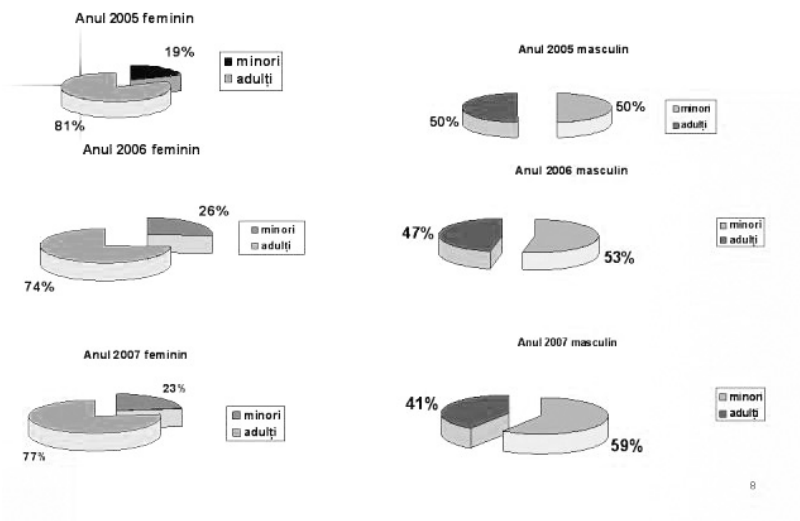 Anul 2005 feminin
19%
minori
adulți
81%
Anul 2006 feminin
26%
minori
adulți
74%
Anul 2007 feminin
23%
minori
adulți
77%
Anul 2005 masculin
50%
50%
minori
adulți
Anul 2006 masculin
47%
53%
minori
adulți
Anul 2007 masculin
41%
59%
minori
adulți
8